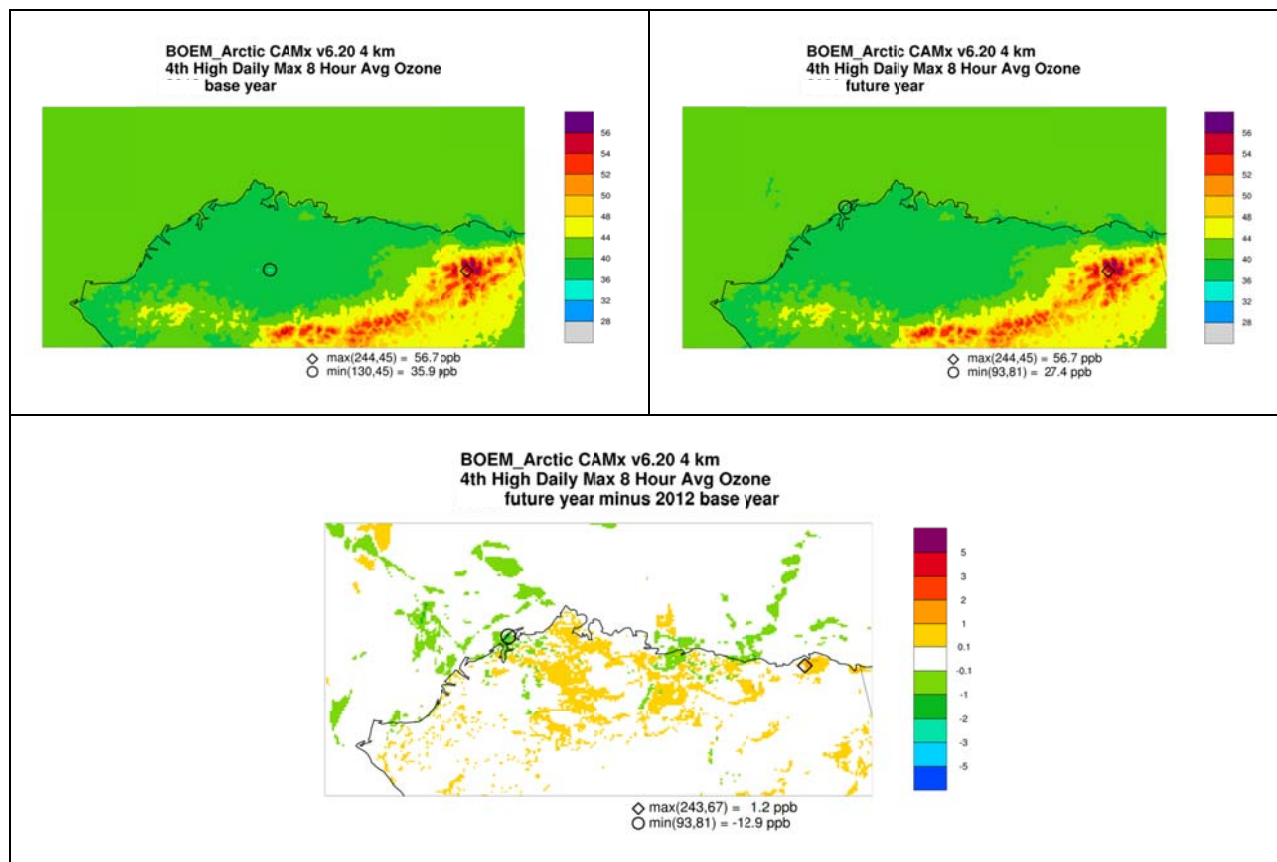 BOEM_Arctic CAMx v6.20 4 km
4th High Daily Max 8 Hour Avg Ozone
base year
56
54
52
50
48
44
40
36
32
28
max(244,45) = 56.7 ppb
min(130,45) = 35.9 ppb
BOEM_Arctic CAMx v6.20 4 km
4th High Daily Max 8 Hour Avg Ozone
future year
56
54
52
50
48
44
40
36
32
28
max(244,45) = 56.7 ppb
min(93,81) = 27.4 ppb
BOEM_Arctic CAMx v6.20 4 km
4th High Daily Max 8 Hour Avg Ozone
future year minus 2012 base year
5
3
2
1
0.1
-0.1
-1
-2
-3
-5
max(243,67) = 1.2 ppb
min(93,81) = -12.9 ppb